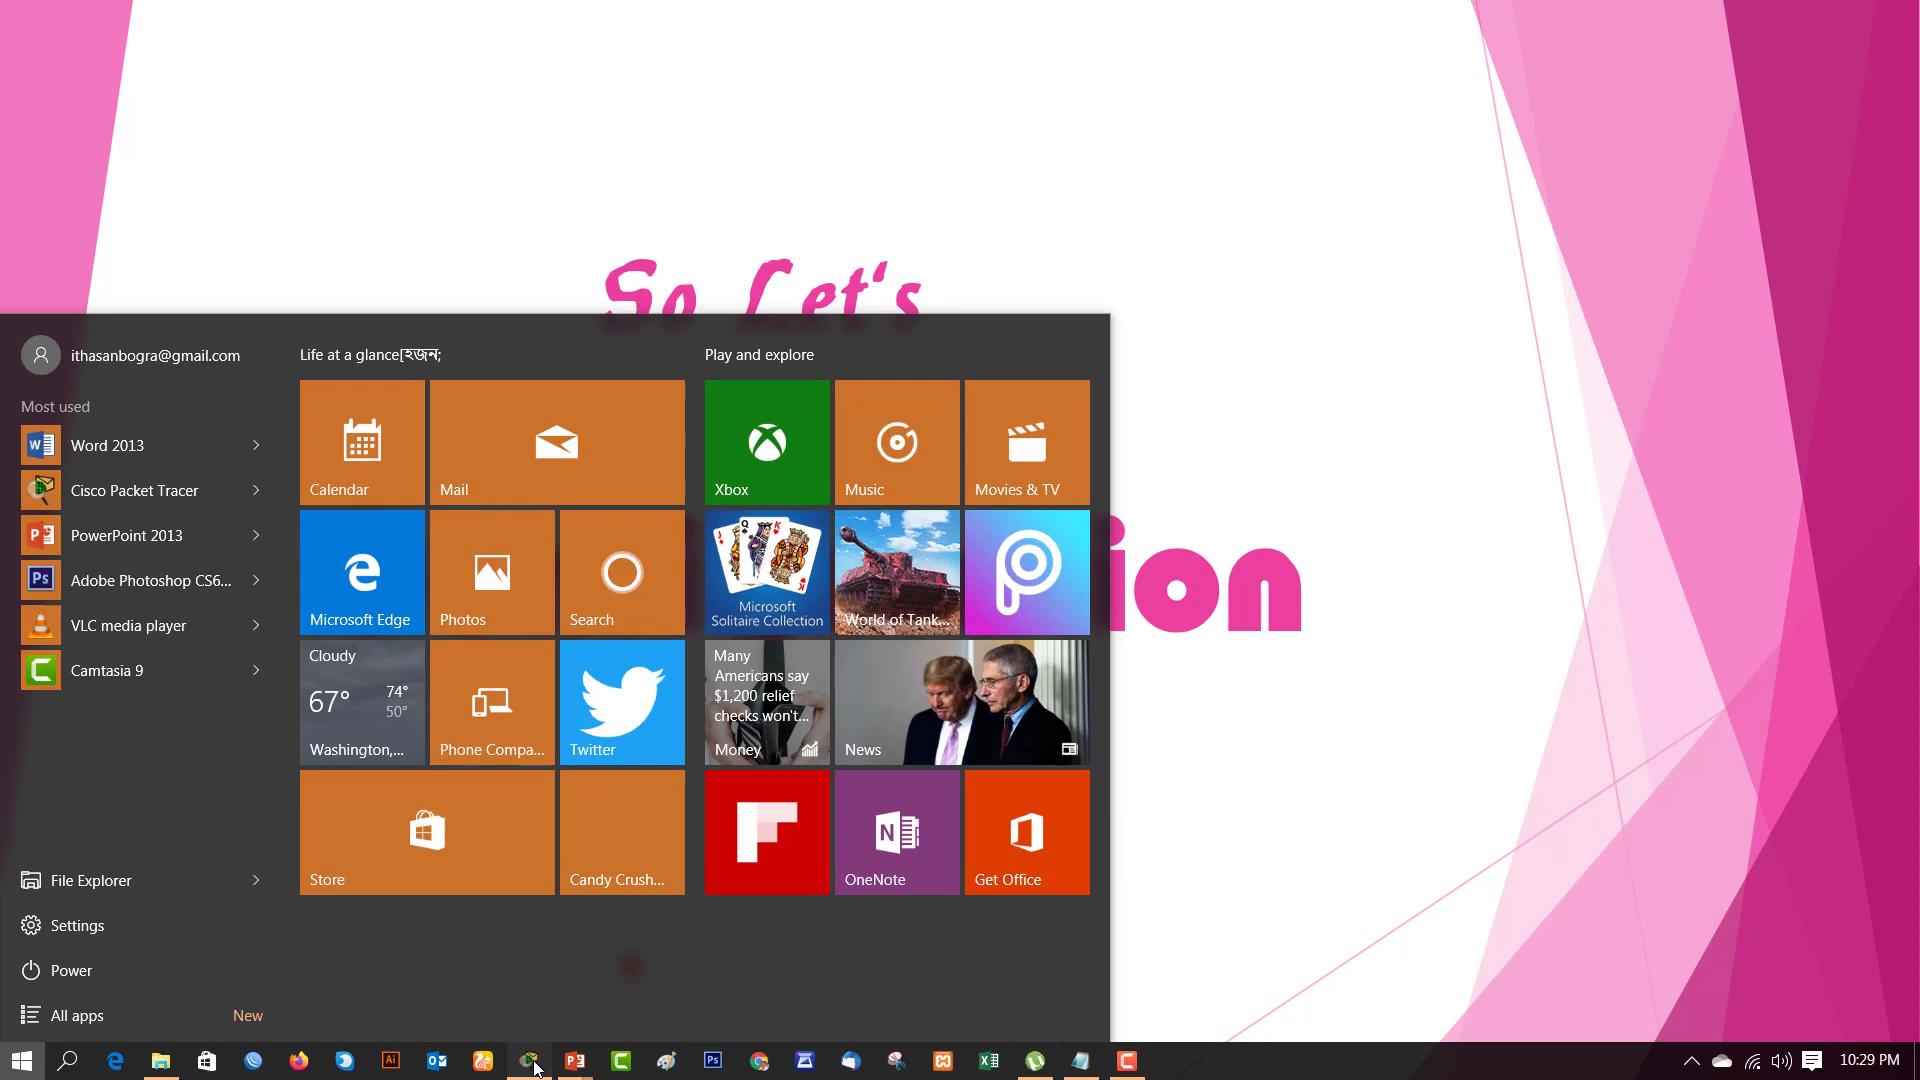 So Let's
ion
ithasanbogra@gmail.com
Most used
Word 2013
Cisco Packet Tracer
PowerPoint 2013
Adobe Photoshop CS6...
VLC media player
Camtasia 9
File Explorer
Settings
Power
All apps
New
Life at a glance[হজন;
Calendar
Mail
Microsoft Edge
Photos
Search
Cloudy
67° 74°
50°
Washington,...
Phone Compa...
Twitter
Store
Candy Crush...
Play and explore
Xbox
Music
Movies & TV
Microsoft
Solitaire Collection
World of Tank...
Many
Americans say
$1,200 relief
checks won't...
Money
News
OneNote
Get Office
10:29 PM